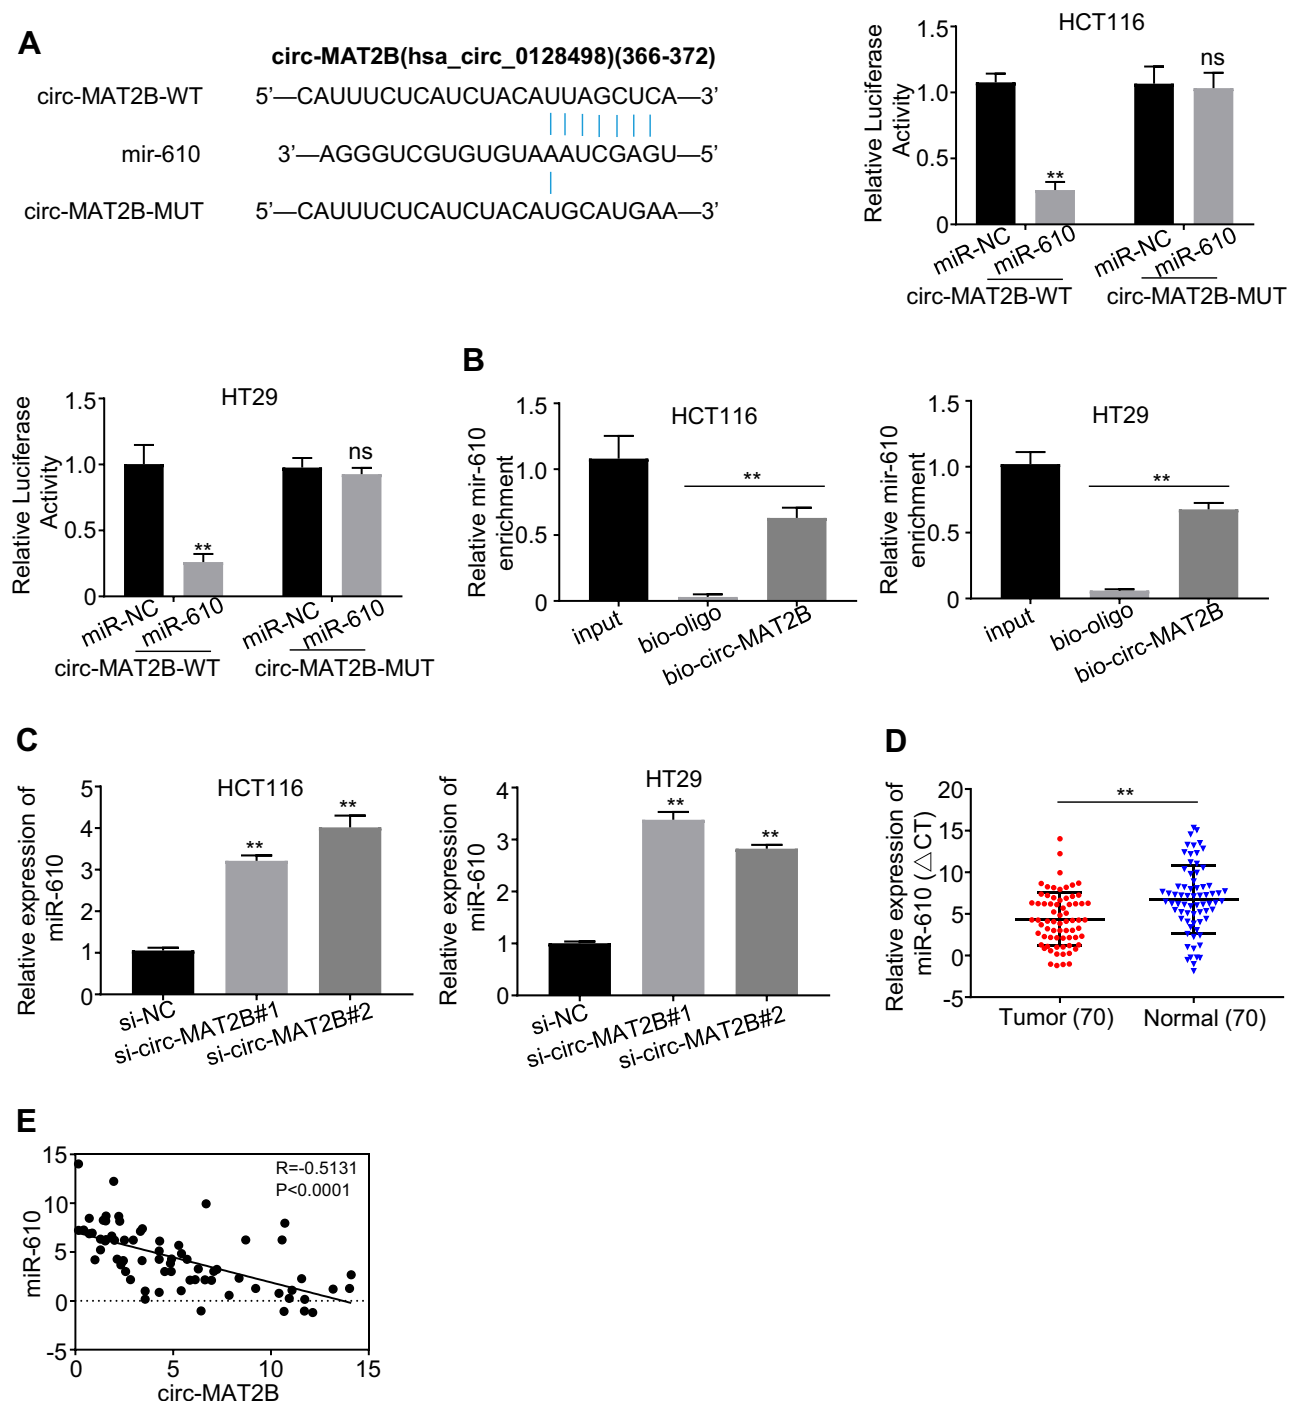 A
circ-MAT2B(hsa_circ_0128498)(366-372)
circ-MAT2B-WT 5’—CAUUUCUCAUCUACAUUAGCUCA—3’
mir-610 3’—AGGGUCGUGUGUAAAUCGAGU—5’
circ-MAT2B-MUT 5’—CAUUUCUCAUCUACAUGCAUGAA—3’
HCT116
Relative Luciferase
Activity
1.5
1.0
0.5
0
**
ns
miR-NC miR-610 miR-NC miR-610
circ-MAT2B-WT circ-MAT2B-MUT
HT29
Relative Luciferase
Activity
1.5
1.0
0.5
0
**
ns
miR-NC miR-610 miR-NC miR-610
circ-MAT2B-WT circ-MAT2B-MUT
B
HCT116
Relative mir-610
enrichment
1.5
1.0
0.5
0
**
input bio-oligo bio-circ-MAT2B
HT29
Relative mir-610
enrichment
1.5
1.0
0.5
0
**
input bio-oligo bio-circ-MAT2B
C
HCT116
Relative expression of
miR-610
5
4
3
2
1
0
**
**
si-NC si-circ-MAT2B#1 si-circ-MAT2B#2
HT29
Relative expression of
miR-610
4
3
2
1
0
**
**
si-NC si-circ-MAT2B#1 si-circ-MAT2B#2
D
Relative expression of
miR-610 (△CT)
20
15
10
5
0
-5
**
Tumor (70) Normal (70)
E
miR-610
15
10
5
0
-5
R=-0.5131
P<0.0001
0 5 10 15
circ-MAT2B